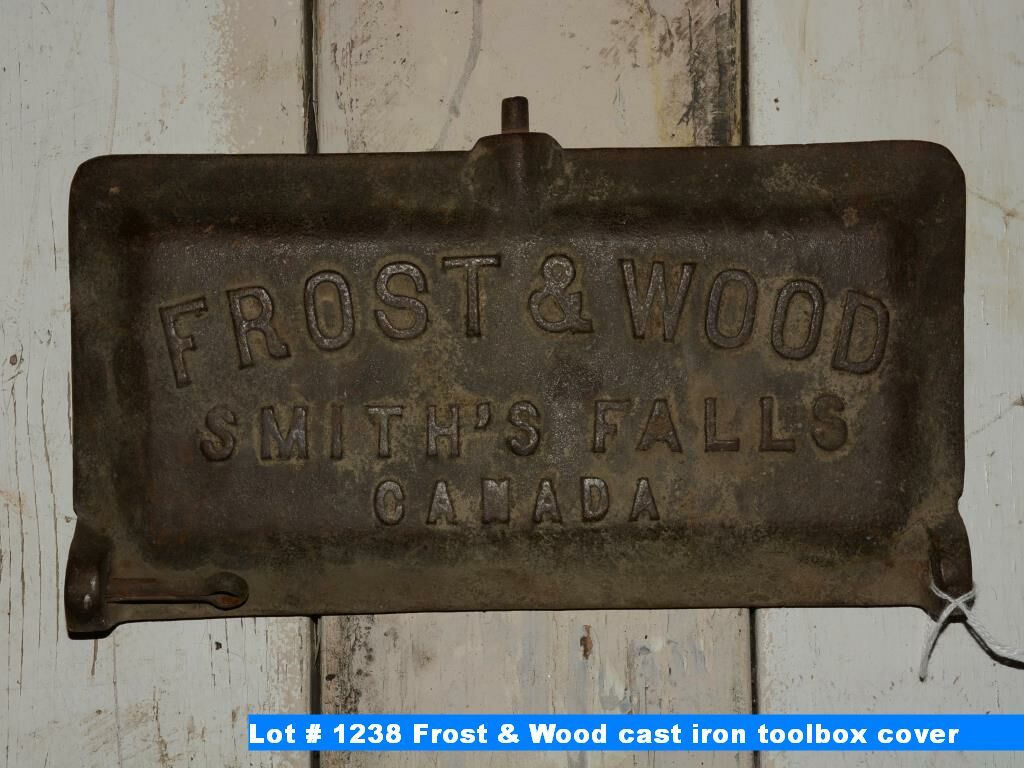 FROST & WOOD
SMITH'S FALLS
CANADA
Lot # 1238 Frost & Wood cast iron toolbox cover